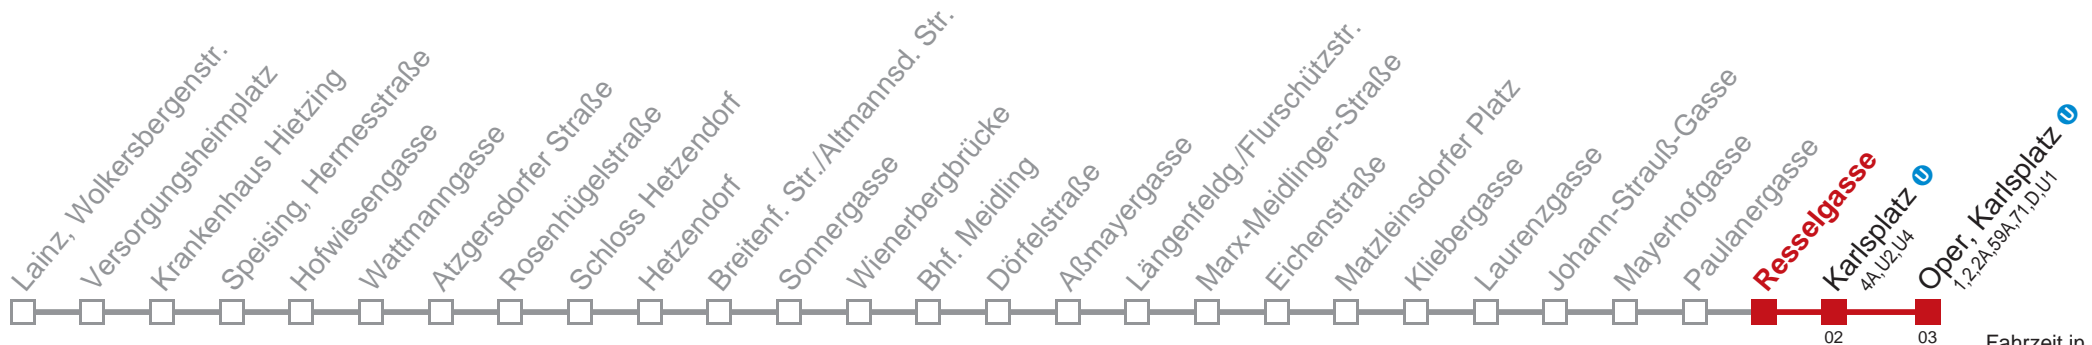 Lainz, Wolkersbergenstr.
Versorgungsheimplatz
Krankenhaus Hietzing
Speising, Hermesstraße
Hofwiesengasse
Wattmanngasse
Atzgersdorfer Straße
Rosenhügelstraße
Schloss Hetzendorf
Hetzendorf
Breitenf. Str./Altmannsd. Str.
Sonnergasse
Wienerbergbrücke
Bhf. Meidling
Dörfelstraße
Aßmayergasse
Längenfeldg./Flurschützstr.
Marx-Meidlinger-Straße
Eichenstraße
Matzleinsdorfer Platz
Kliebergasse
Laurenzgasse
Johann-Strauß-Gasse
Mayerhofgasse
Paulanergasse
Resselgasse
Karlsplatz U
4A, U2, U4
Oper, Karlsplatz U
1,2,2A,59A,71,D,U1
02
03
Fahrzeit in